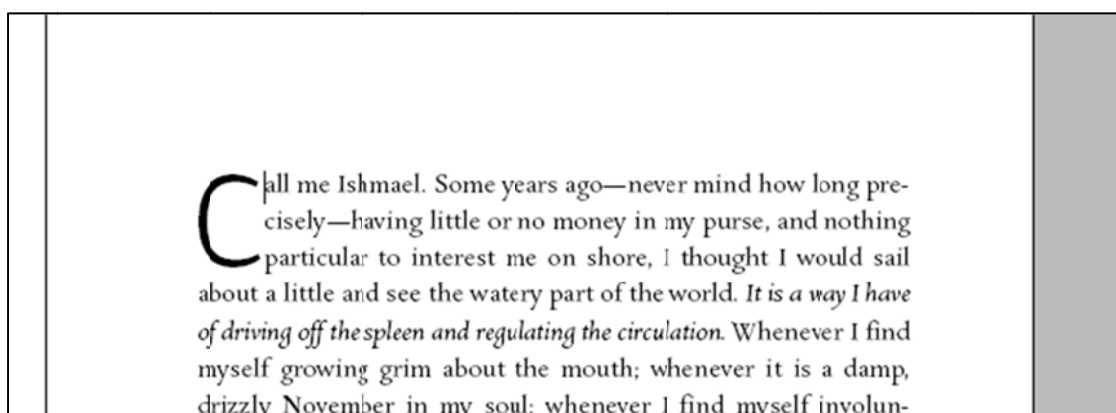 Call me Ishmael. Some years ago—never mind how long pre-
cisely—having little or no money in my purse, and nothing
particular to interest me on shore, I thought I would sail
about a little and see the watery part of the world. It is a way I have
of driving off the spleen and regulating the circulation. Whenever I find
myself growing grim about the mouth; whenever it is a damp,
drizzly November in my soul; whenever I find myself involun-